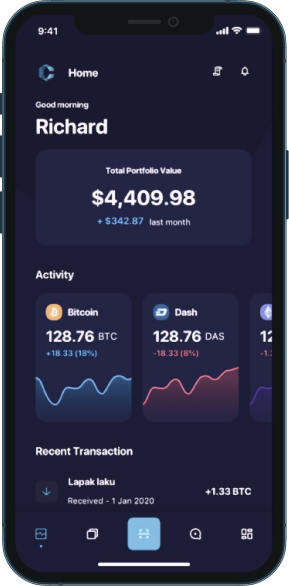 9:41
Home
Good morning
Richard
Total Portfolio Value
$4,409.98
+ $342.87 last month
Activity
Bitcoin
128.76 BTC
+18.33 (18%)
Dash
128.76 DAS
-18.33 (8%)
Recent Transaction
Lapak laku
Received - 1 Jan 2020
+1.33 BTC